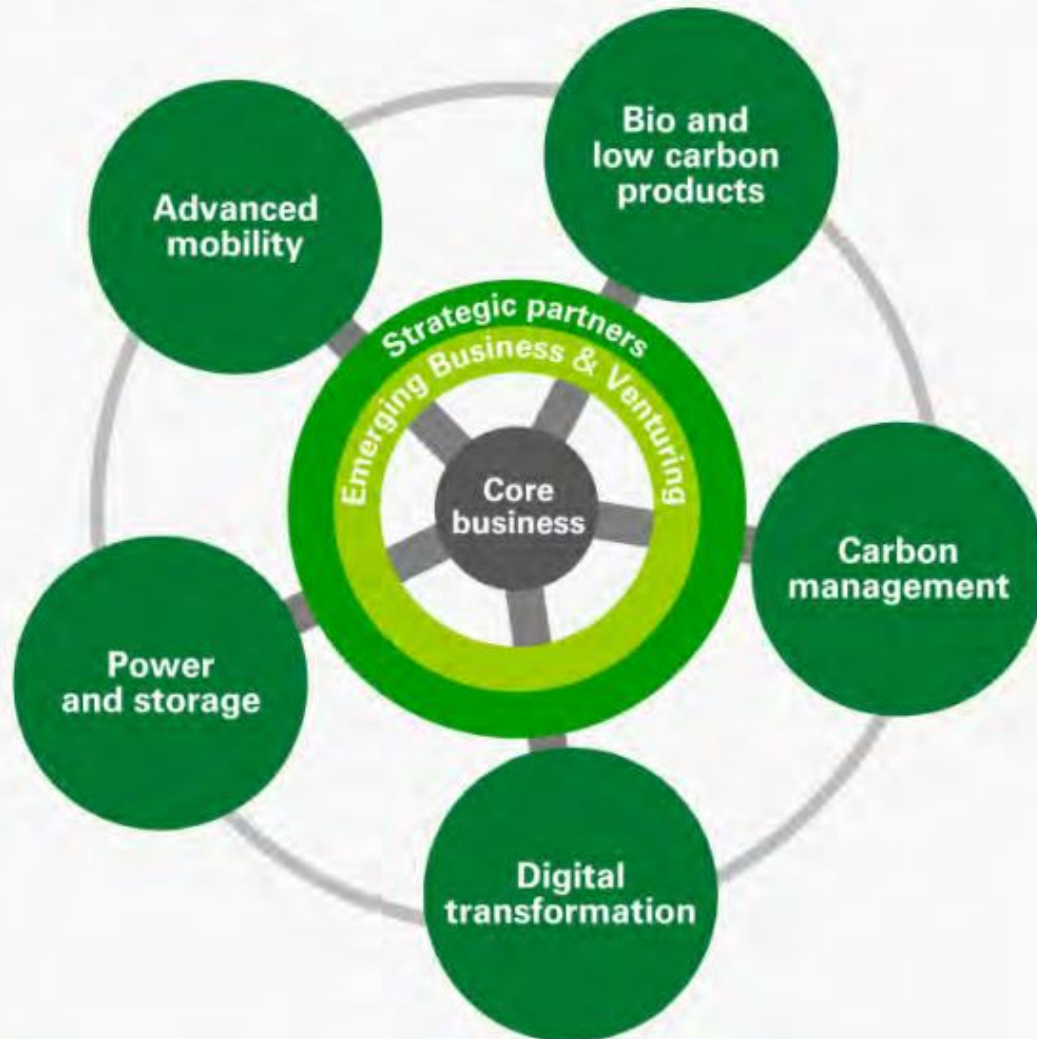 Bio and
low carbon
products
Advanced
mobility
Strategic partners
Emerging Business & Venturing
Core
business
Carbon
management
Power
and storage
Digital
transformation